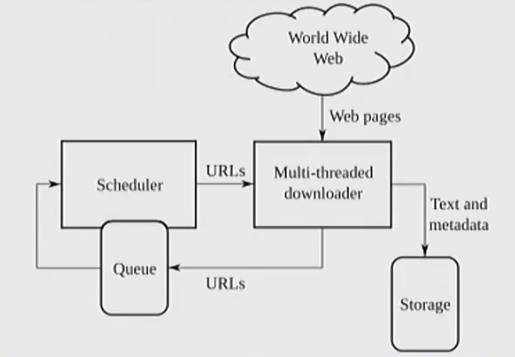 World Wide
Web
Web pages
Scheduler
URLs
Multi-threaded
downloader
Text and
metadata
Queue
URLs
Storage